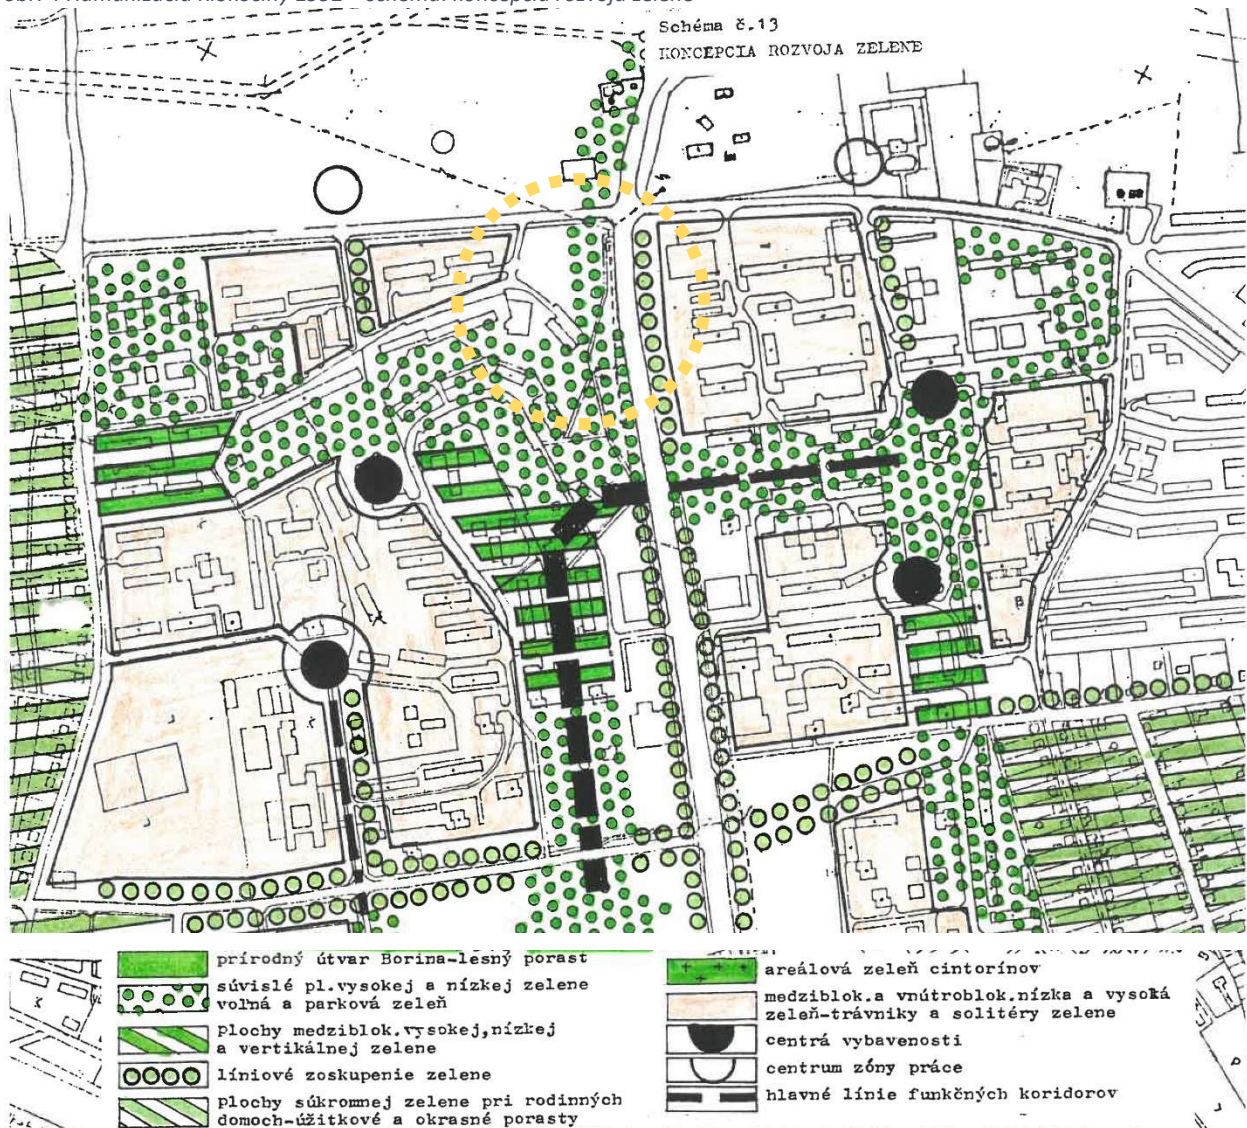 Schéma č.13
KONCEPCIA ROZVOJA ZELENE
prírodný útvar Borina-lesný porast
súvislé pl.vysokej a nízkej zelene
voľná a parková zeleň
plochy medziblok.vysokej,nízkej
a vertikálnej zelene
líniové zoskupenie zelene
plochy súkromnej zelene pri rodinných
domoch-úžitkové a okrasné porasty
areálová zeleň cintorínov
medziblok.a vnútroblok.nízka a vysoká
zeleň-trávniky a solitéry zelene
centrá vybavenosti
centrum zóny práce
hlavné línie funkčných koridorov